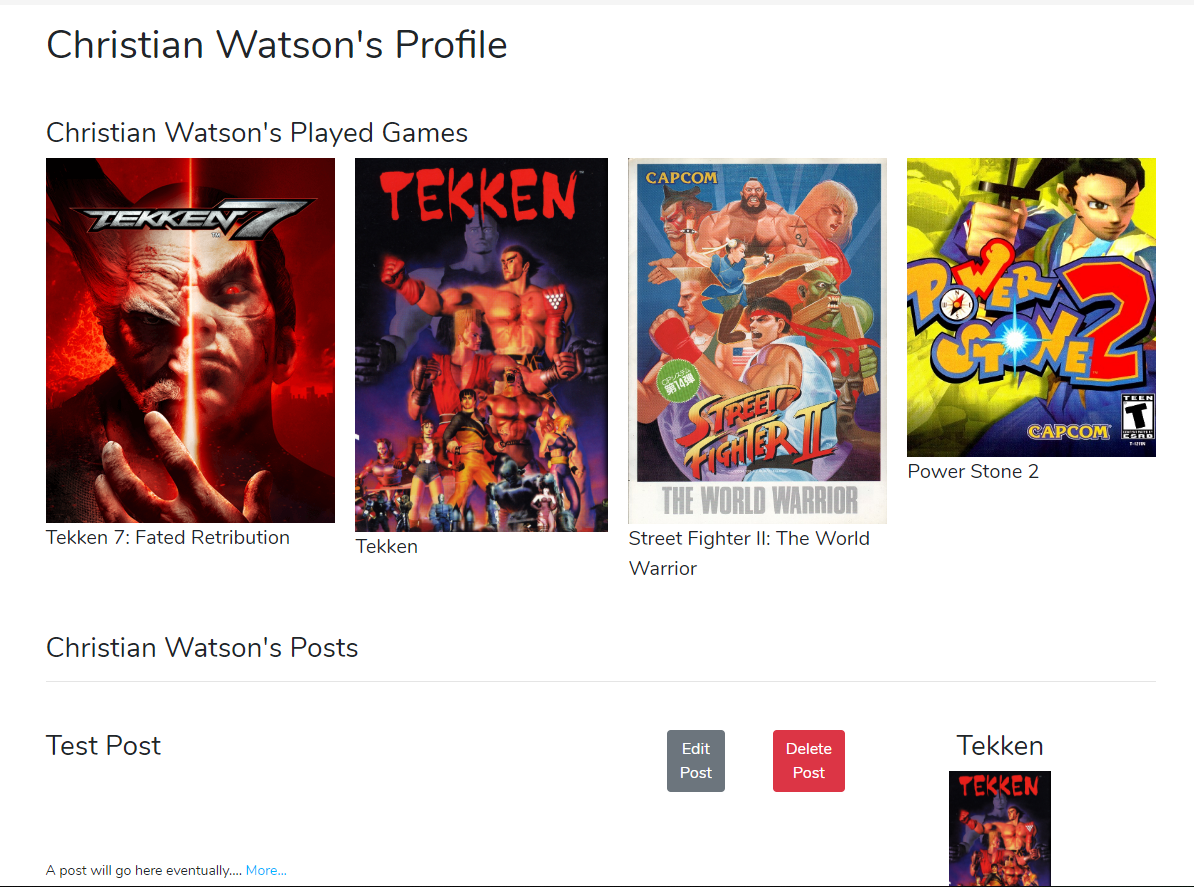 Christian Watson's Profile
Christian Watson's Played Games
TEKKEN 7
TEKKEN
CAPCOM
STREET
FIGHTER II
THE WORLD WARRIOR
POWER
STONE 2
TEEN
T
ESRB
CAPCOM
Tekken 7: Fated Retribution
Tekken
Street Fighter II: The World
Warrior
Power Stone 2
Christian Watson's Posts
Test Post
Edit
Post
Delete
Post
Tekken
TEKKEN
A post will go here eventually.... More...